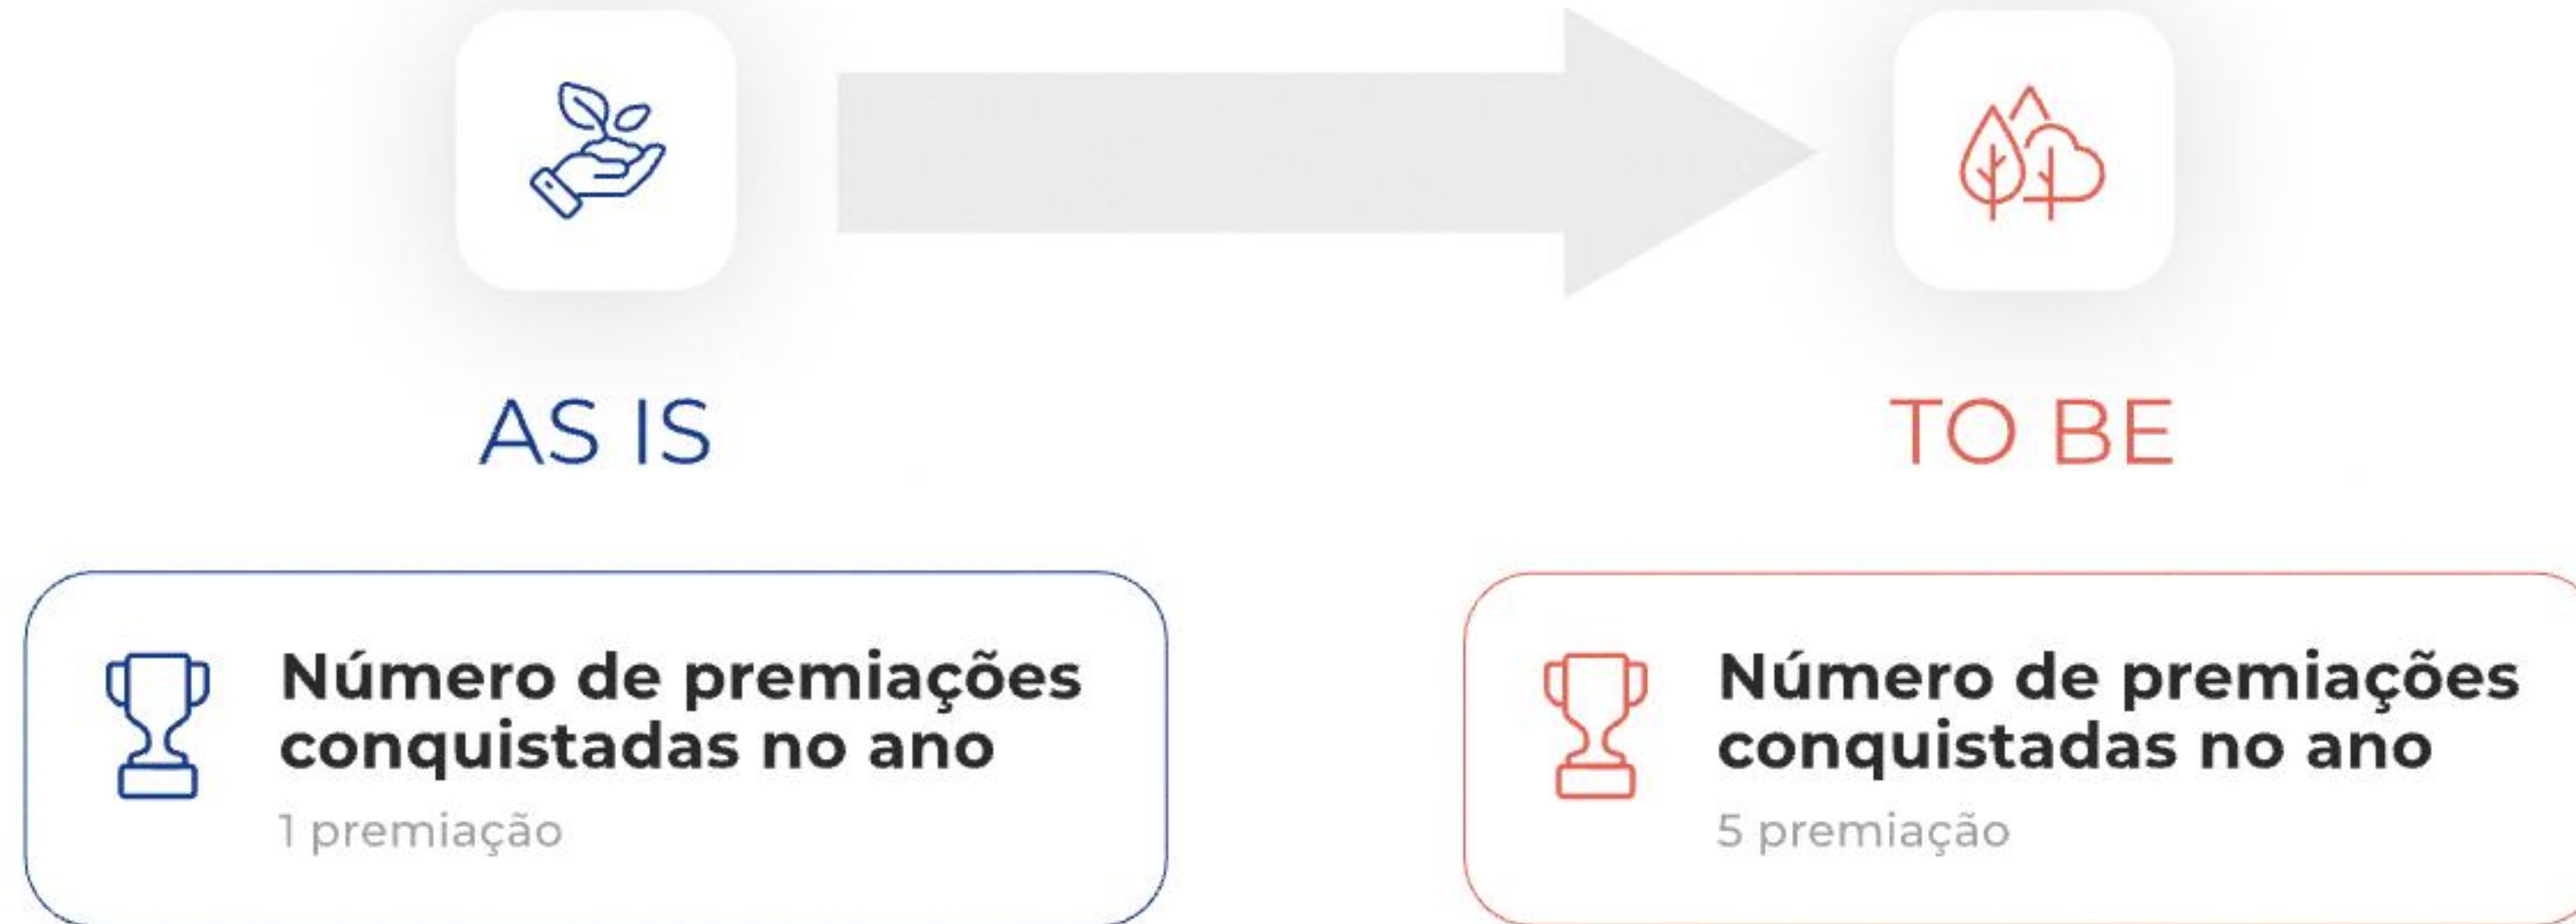 AS IS
TO BE
Número de premiações
conquistadas no ano
1 premiação
Número de premiações
conquistadas no ano
5 premiação